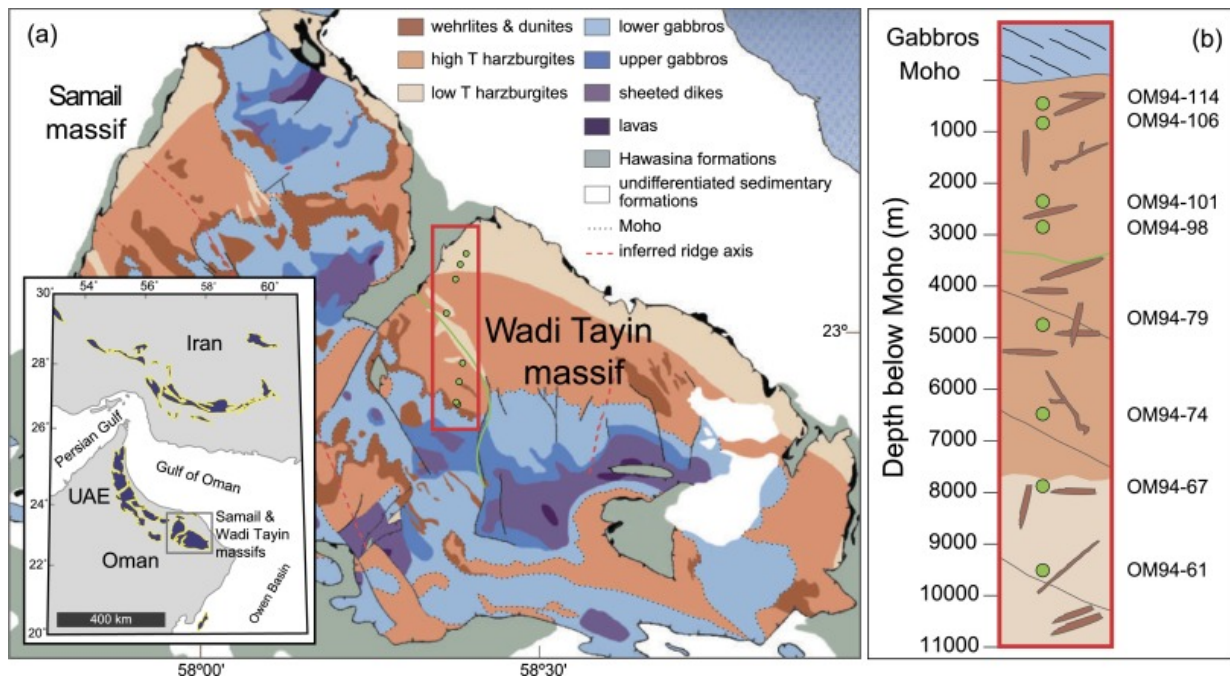 (a)
Samail
massif
wehrlites & dunites
high T harzburgites
low T harzburgites
lower gabbros
upper gabbros
sheeted dikes
lavas
Hawasina formations
undifferentiated sedimentary
formations
Moho
inferred ridge axis
Wadi Tayin
massif
23º
58º00'
58º30'
54°
56°
58°
60°
30°
28°
26°
24°
22°
20°
Iran
Persian Gulf
Gulf of Oman
UAE
Samail &
Wadi Tayin
massifs
Oman
Owen Basin
400 km
(b)
Gabbros
Moho
Depth below Moho (m)
1000
2000
3000
4000
5000
6000
7000
8000
9000
10000
11000
OM94-114
OM94-106
OM94-101
OM94-98
OM94-79
OM94-74
OM94-67
OM94-61